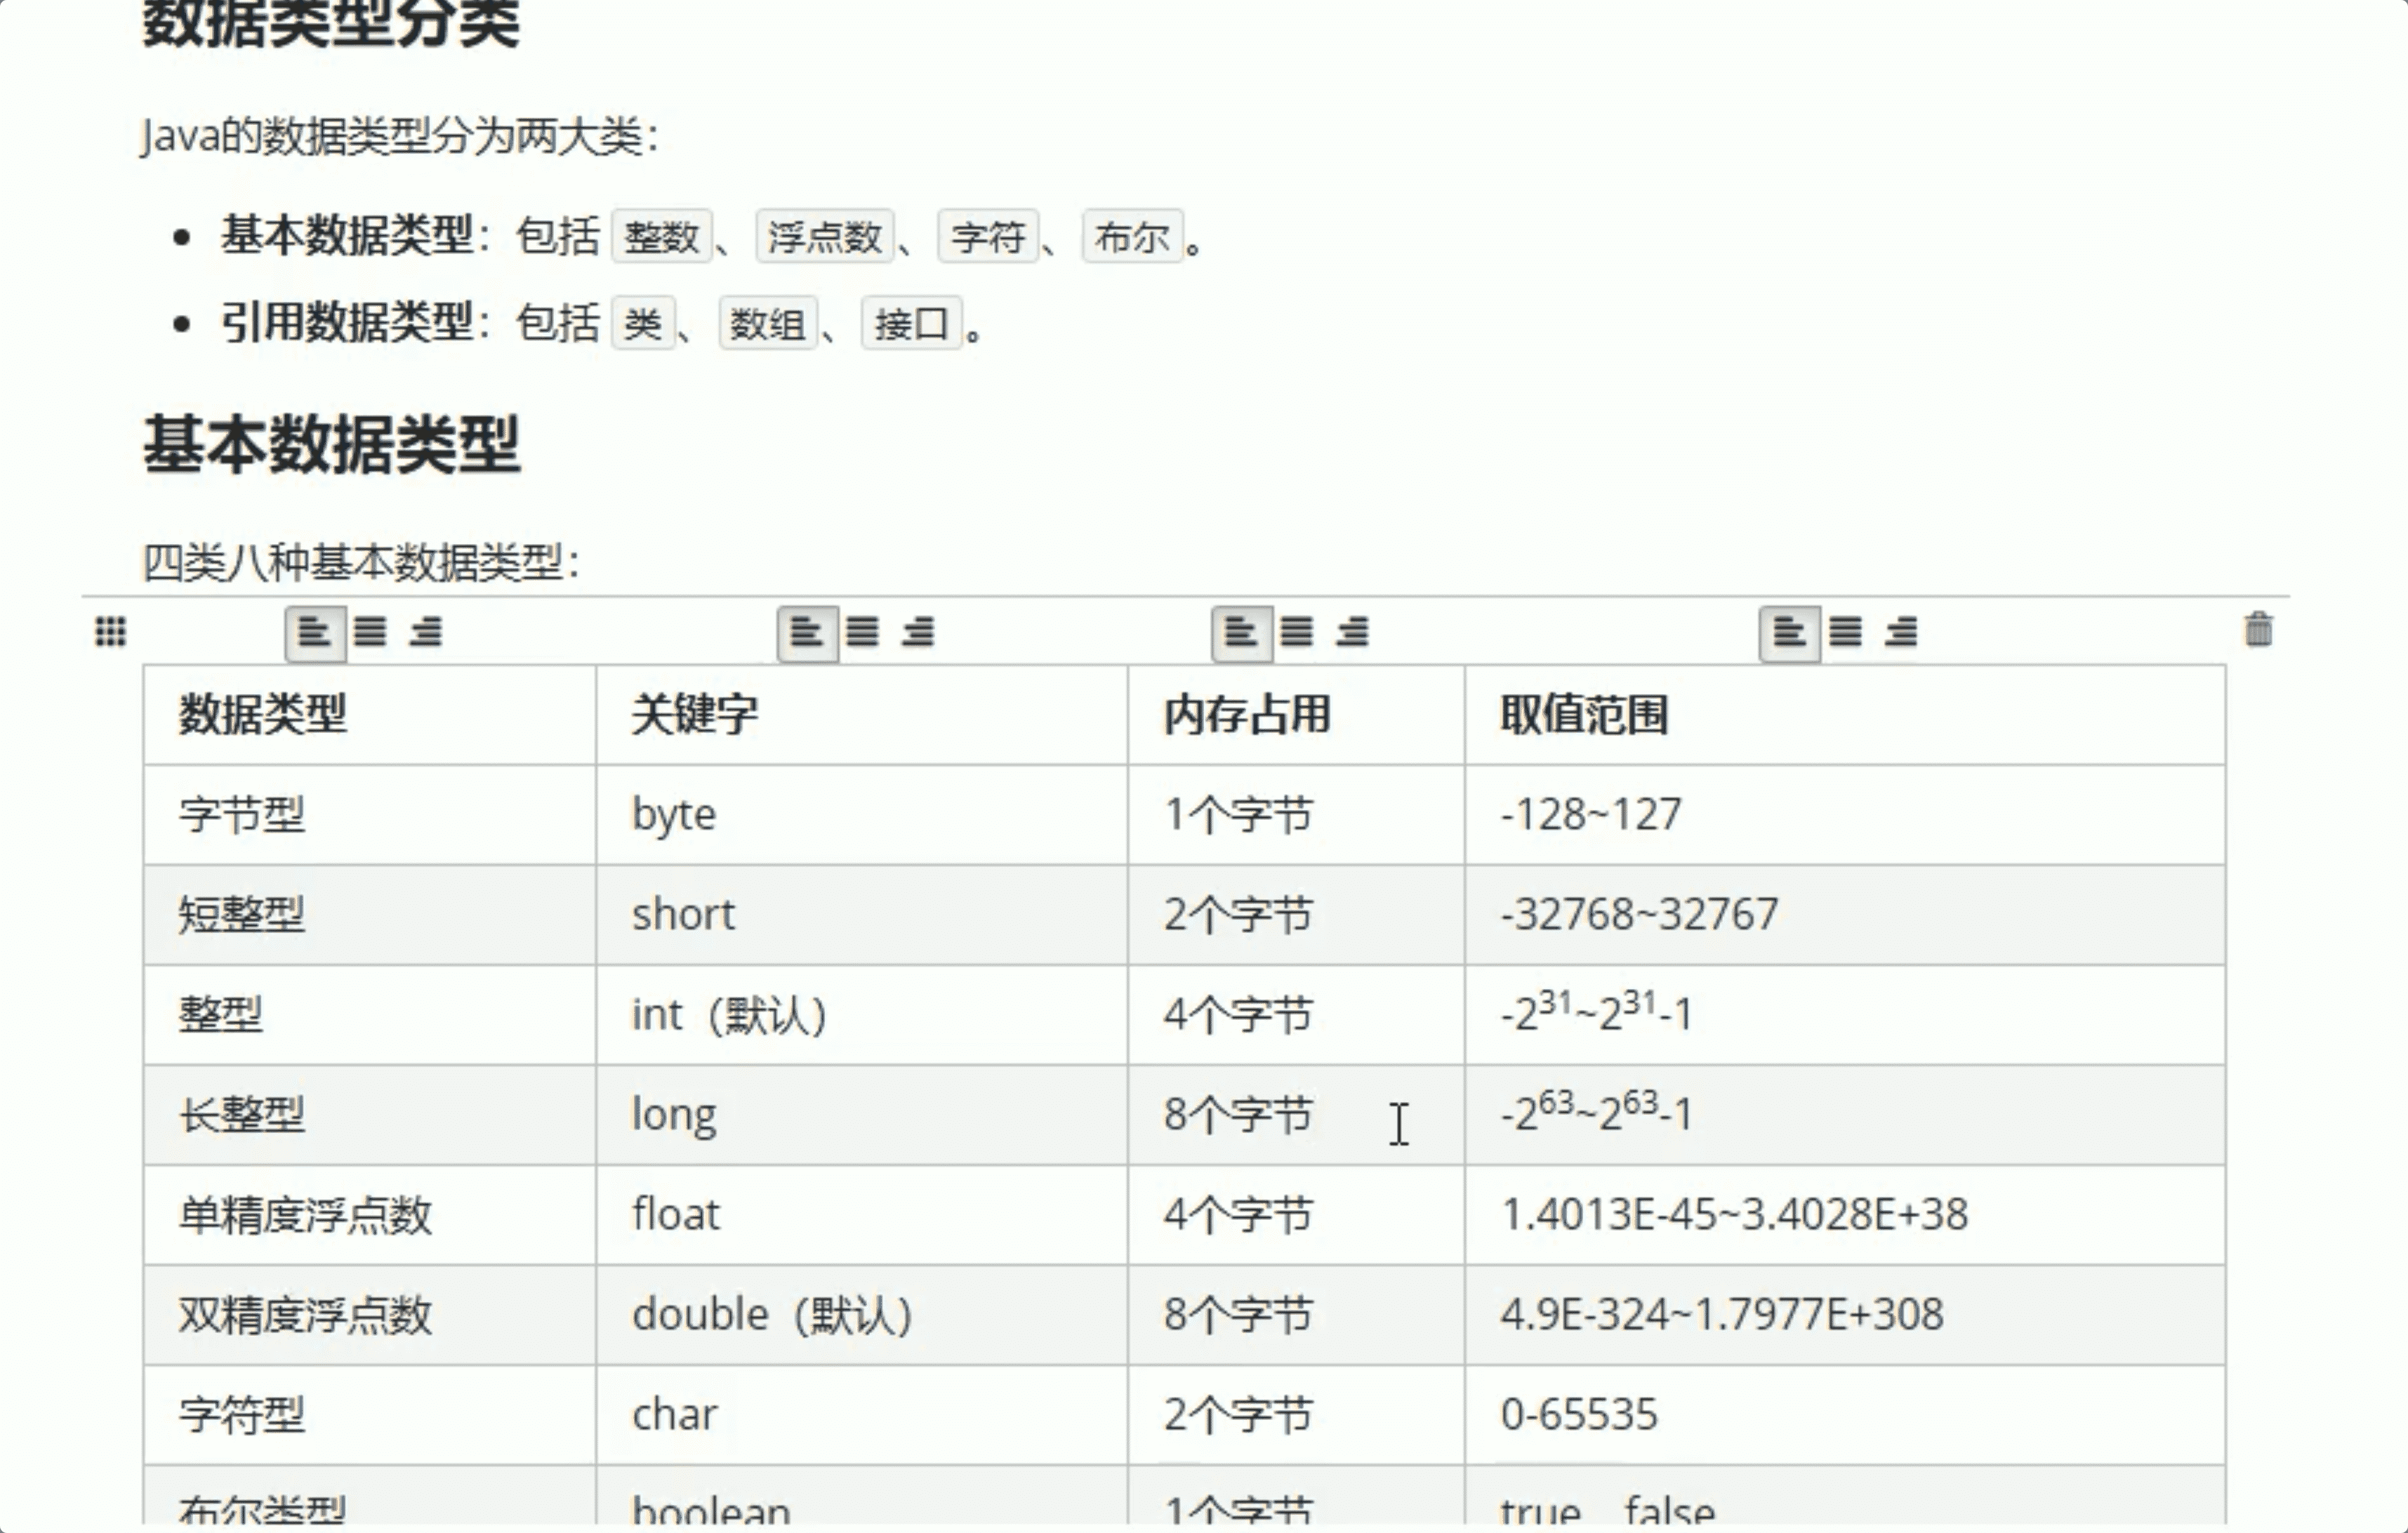 数据类型分类
Java的数据类型分为两大类：
• 基本数据类型：包括 整数、浮点数、字符、布尔。
• 引用数据类型：包括 类、数组、接口。
基本数据类型
四类八种基本数据类型：
数据类型 关键字 内存占用 取值范围
字节型 byte 1个字节 -128~127
短整型 short 2个字节 -32768~32767
整型 int（默认） 4个字节 -2³¹~2³¹-1
长整型 long 8个字节 -2⁶³~2⁶³-1
单精度浮点数 float 4个字节 1.4013E-45~3.4028E+38
双精度浮点数 double（默认） 8个字节 4.9E-324~1.7977E+308
字符型 char 2个字节 0-65535
布尔类型 boolean 1个字节 true，false